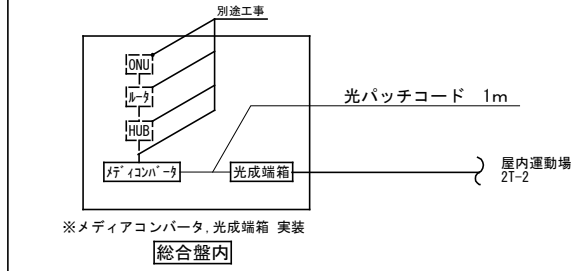 別途工事
ONU
ルータ
HUB
光パッチコード 1m
メディコンバータ
光成端箱
屋内運動場
2T-2
※メディアコンバータ,光成端箱 実装
総合盤内